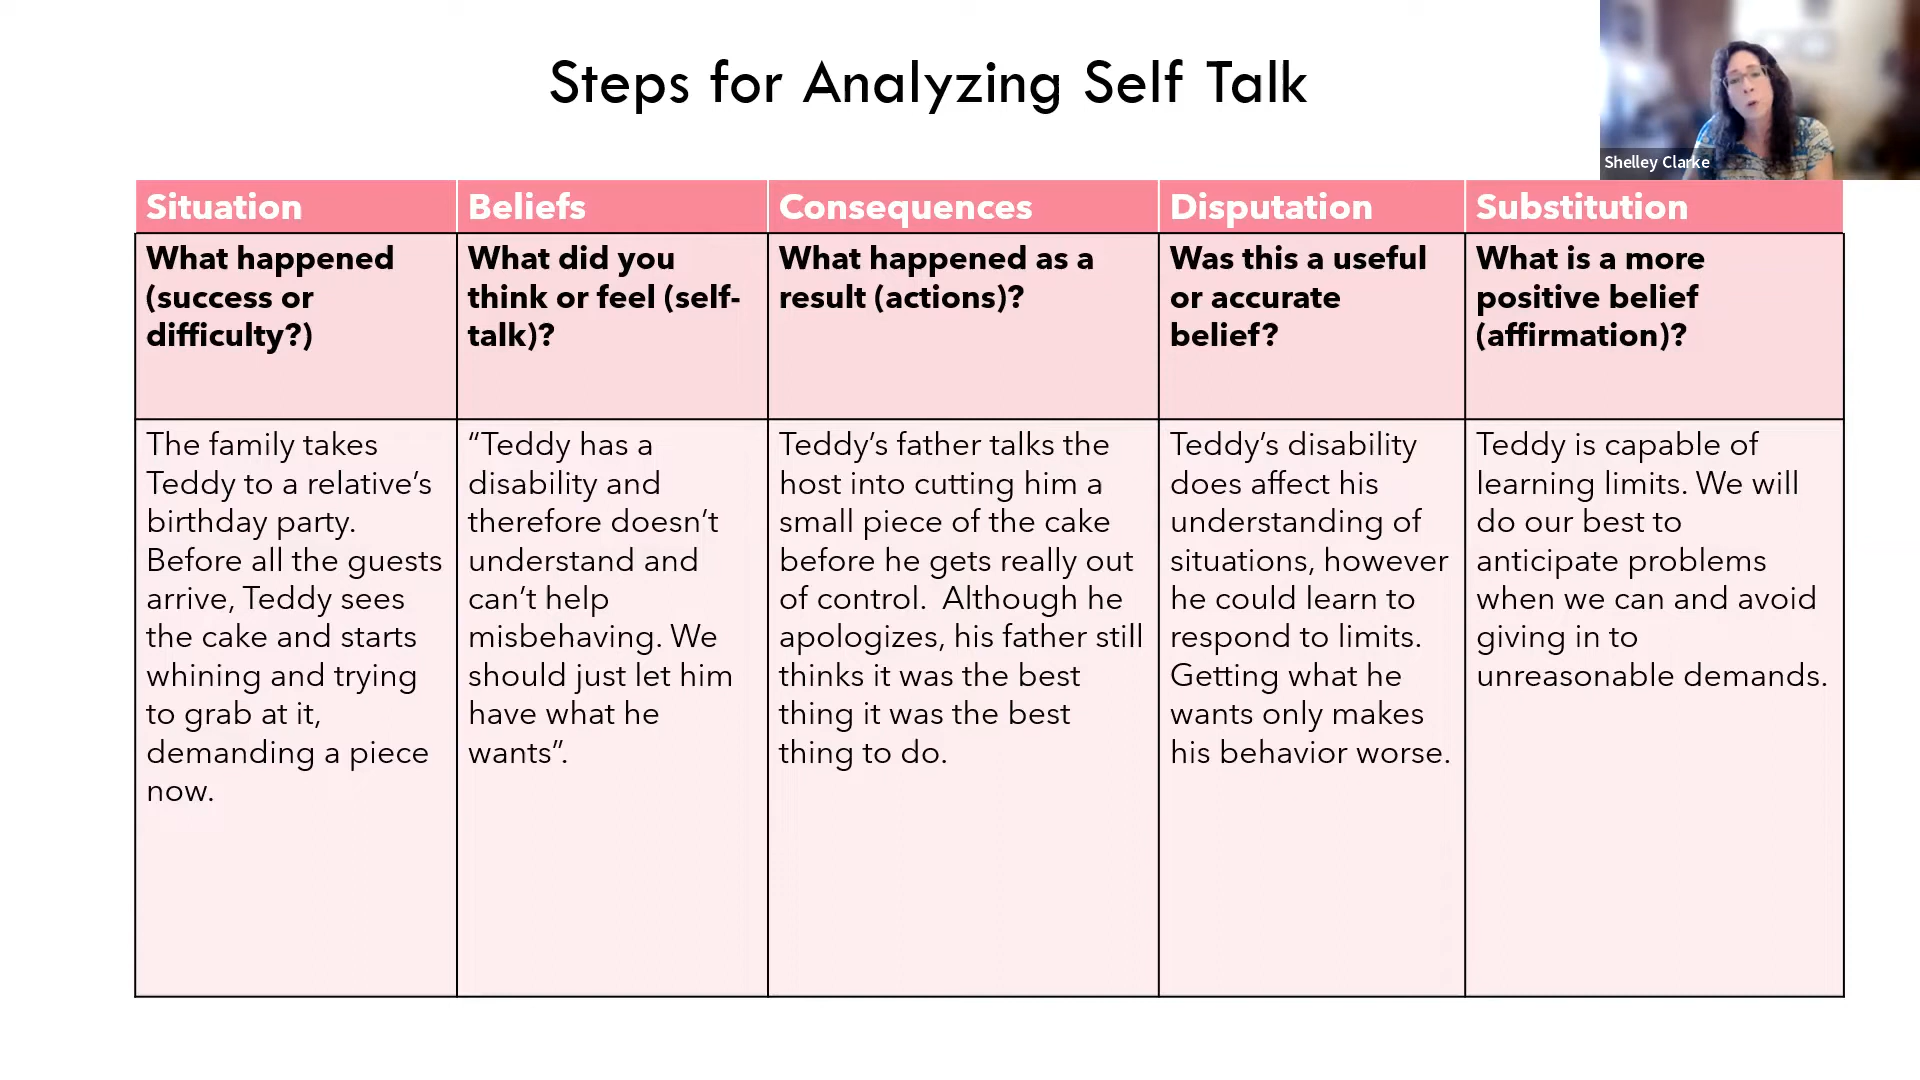 Steps for Analyzing Self Talk
Shelley Clarke
Situation
Beliefs
Consequences
Disputation
Substitution
What happened
(success or
difficulty?)
What did you
think or feel (self-
talk)?
What happened as a
result (actions)?
Was this a useful
or accurate
belief?
What is a more
positive belief
(affirmation)?
The family takes
Teddy to a relative’s
birthday party.
Before all the guests
arrive, Teddy sees
the cake and starts
whining and trying
to grab at it,
demanding a piece
now.
“Teddy has a
disability and
therefore doesn’t
understand and
can’t help
misbehaving. We
should just let him
have what he
wants”.
Teddy’s father talks the
host into cutting him a
small piece of the cake
before he gets really out
of control.  Although he
apologizes, his father still
thinks it was the best
thing it was the best
thing to do.
Teddy’s disability
does affect his
understanding of
situations, however
he could learn to
respond to limits.
Getting what he
wants only makes
his behavior worse.
Teddy is capable of
learning limits. We will
do our best to
anticipate problems
when we can and avoid
giving in to
unreasonable demands.